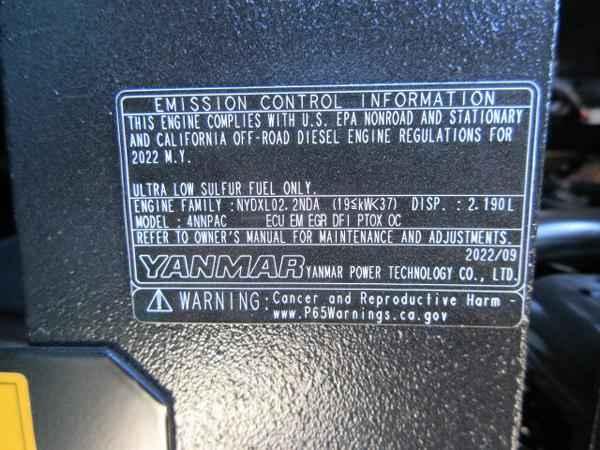 EMISSION CONTROL INFORMATION
THIS ENGINE COMPLIES WITH U.S. EPA NONROAD AND STATIONARY
AND CALIFORNIA OFF-ROAD DIESEL ENGINE REGULATIONS FOR
2022 M.Y.
ULTRA LOW SULFUR FUEL ONLY.
ENGINE FAMILY : NYDXL02.2NDA (19≤kW<37) DISP. : 2.190L
MODEL : 4NNPAC ECU EM EGR DFI PTOX OC
REFER TO OWNER'S MANUAL FOR MAINTENANCE AND ADJUSTMENTS.
2022/09
YANMAR YANMAR POWER TECHNOLOGY CO., LTD.
WARNING: Cancer and Reproductive Harm -
www.P65Warnings.ca.gov